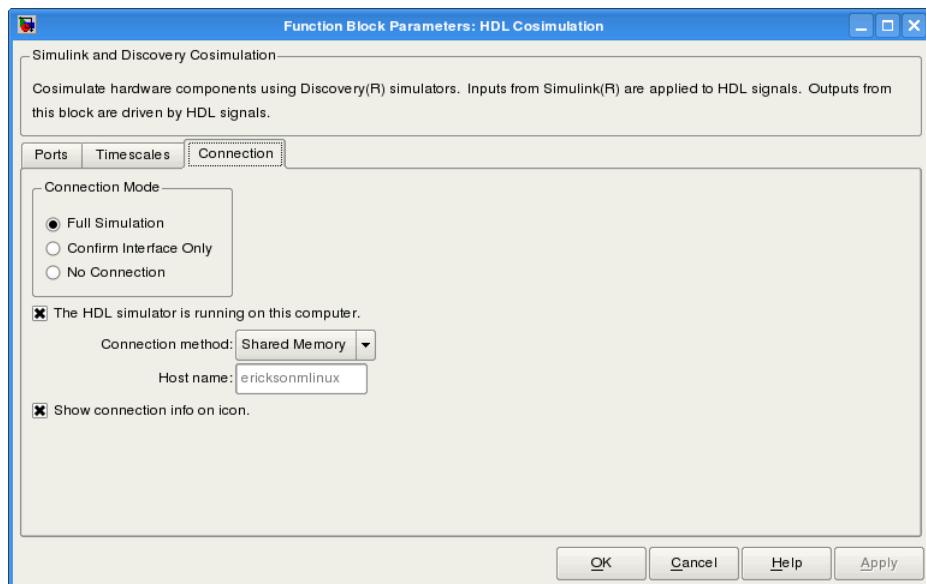 Function Block Parameters: HDL Cosimulation
Simulink and Discovery Cosimulation
Cosimulate hardware components using Discovery(R) simulators. Inputs from Simulink(R) are applied to HDL signals. Outputs from
this block are driven by HDL signals.
Ports Timescales Connection
Connection Mode
Full Simulation
Confirm Interface Only
No Connection
The HDL simulator is running on this computer.
Connection method: Shared Memory
Host name: ericksonmlinux
Show connection info on icon.
OK Cancel Help Apply